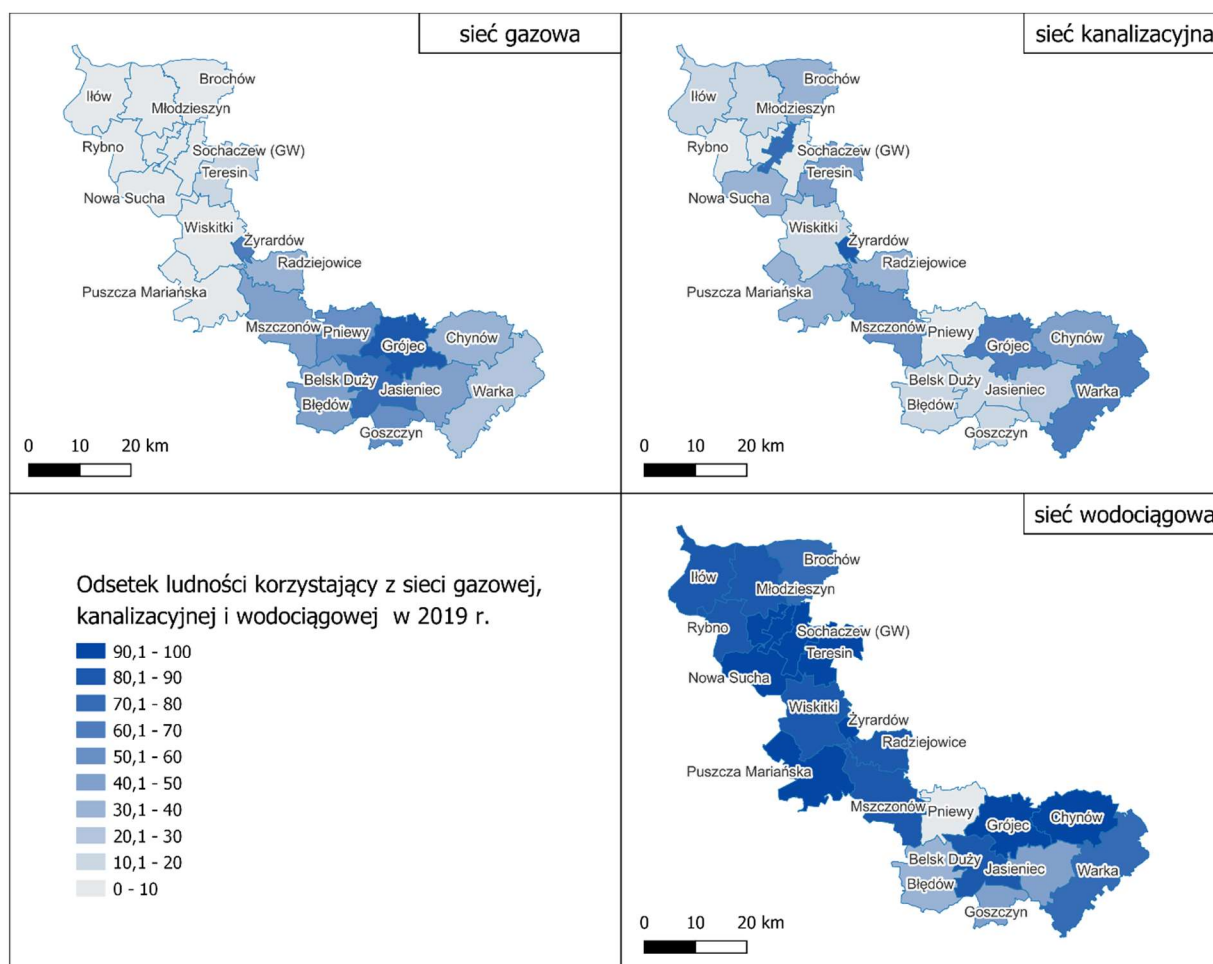 sieć gazowa
Brochów
Iłów
Młodzieszyn
Rybno
Sochaczew (GW)
Teresin
Nowa Sucha
Wiskitki
Żyrardów
Radziejowice
Puszcza Mariańska
Mszczonów
Pniewy
Grójec
Chynów
Belsk Duży
Jasieniec
Warka
Błędów
Goszczyn
0 10 20 km
sieć kanalizacyjna
Brochów
Iłów
Młodzieszyn
Rybno
Sochaczew (GW)
Teresin
Nowa Sucha
Wiskitki
Żyrardów
Radziejowice
Puszcza Mariańska
Mszczonów
Pniewy
Grójec
Chynów
Belsk Duży
Jasieniec
Warka
Błędów
Goszczyn
0 10 20 km
Odsetek ludności korzystający z sieci gazowej,
kanalizacyjnej i wodociągowej w 2019 r.
90,1 - 100
80,1 - 90
70,1 - 80
60,1 - 70
50,1 - 60
40,1 - 50
30,1 - 40
20,1 - 30
10,1 - 20
0 - 10
sieć wodociągowa
Brochów
Iłów
Młodzieszyn
Rybno
Sochaczew (GW)
Teresin
Nowa Sucha
Wiskitki
Żyrardów
Radziejowice
Puszcza Mariańska
Mszczonów
Pniewy
Grójec
Chynów
Belsk Duży
Jasieniec
Warka
Błędów
Goszczyn
0 10 20 km